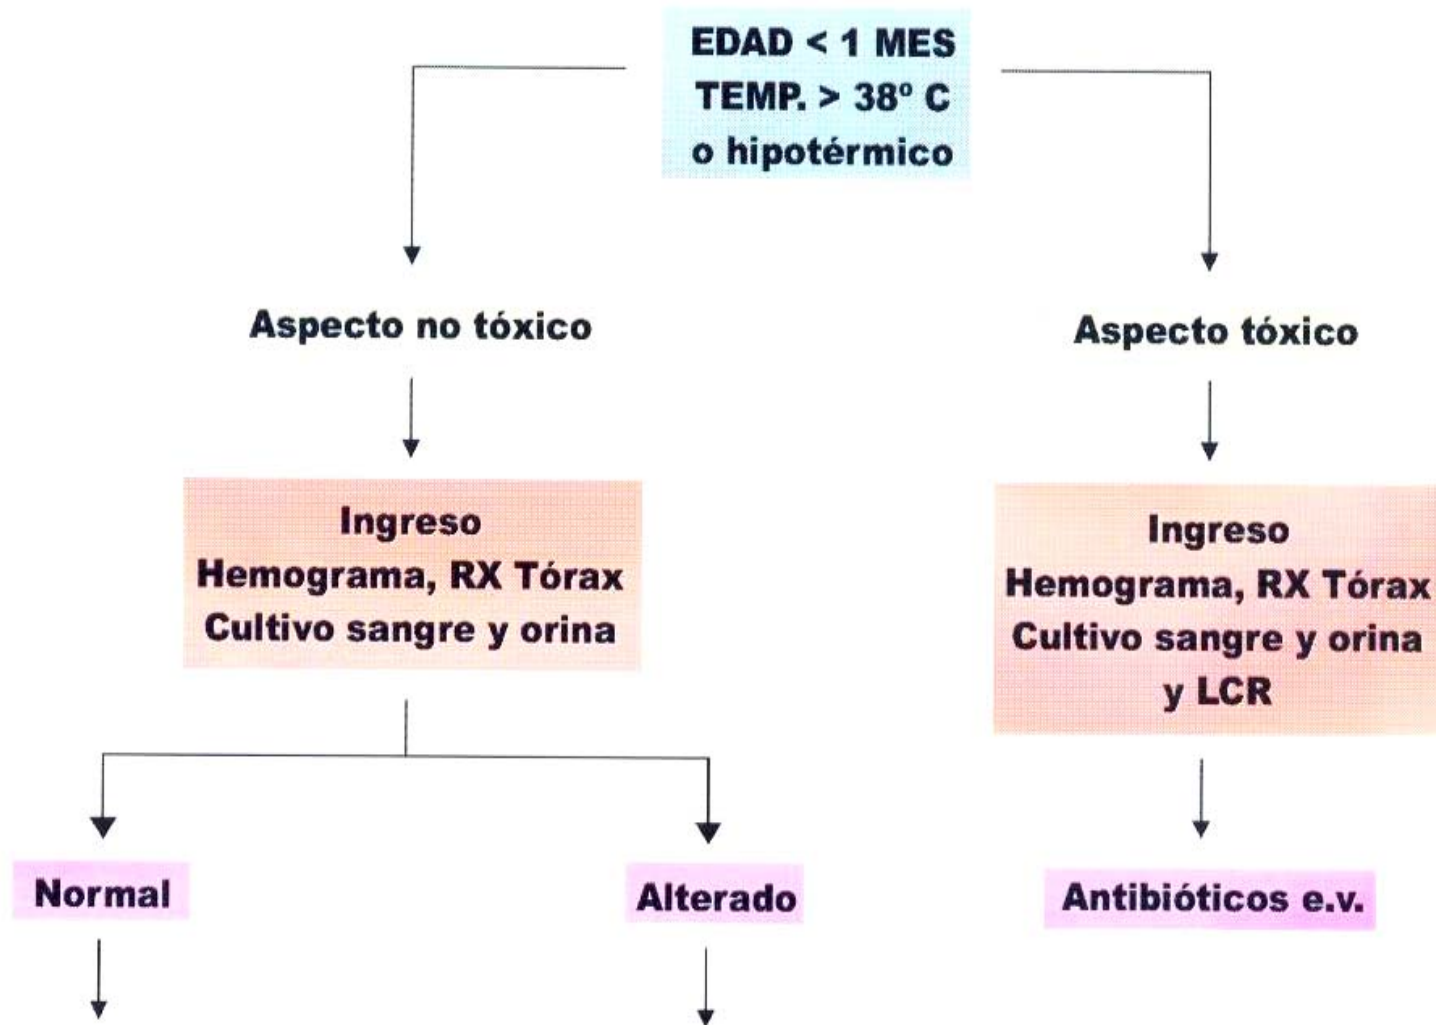 EDAD < 1 MES
TEMP. > 38º C
o hipotérmico
Aspecto no tóxico
Aspecto tóxico
Ingreso
Hemograma, RX Tórax
Cultivo sangre y orina
Ingreso
Hemograma, RX Tórax
Cultivo sangre y orina
y LCR
Normal
Alterado
Antibióticos e.v.